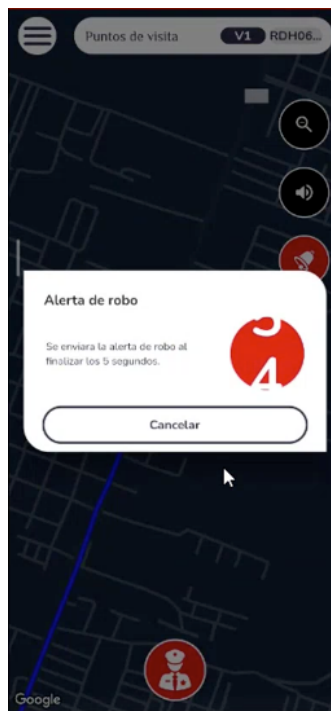 Puntos de visita V1 RDH06...
Alerta de robo
Se enviara la alerta de robo al
finalizar los 5 segundos.
4
Cancelar
Google